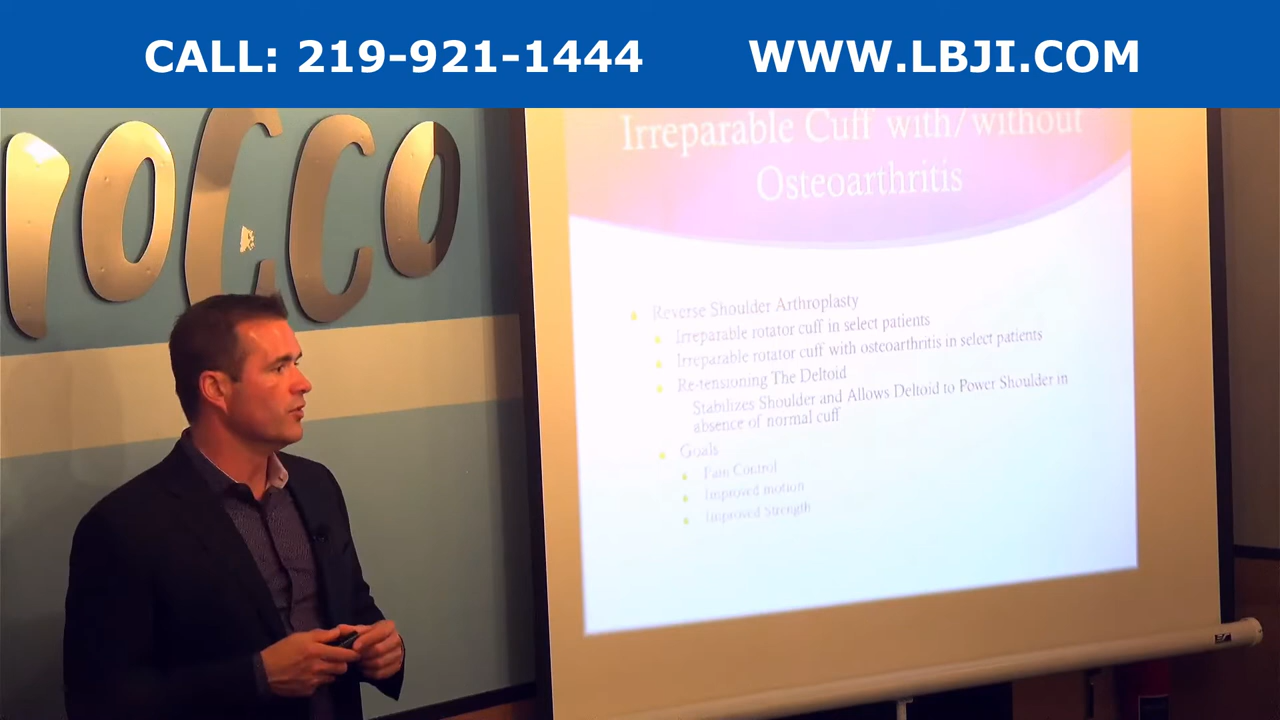 CALL: 219-921-1444 WWW.LBJI.COM
rocco
Irreparable Cuff with/without
Osteoarthritis
Reverse Shoulder Arthroplasty
Irreparable rotator cuff in select patients
Irreparable rotator cuff with osteoarthritis in select patients
Re-tensioning The Deltoid
Stabilizes Shoulder and Allows Deltoid to Power Shoulder in
absence of normal cuff
Goals
Pain Control
Improved motion
Improved Strength